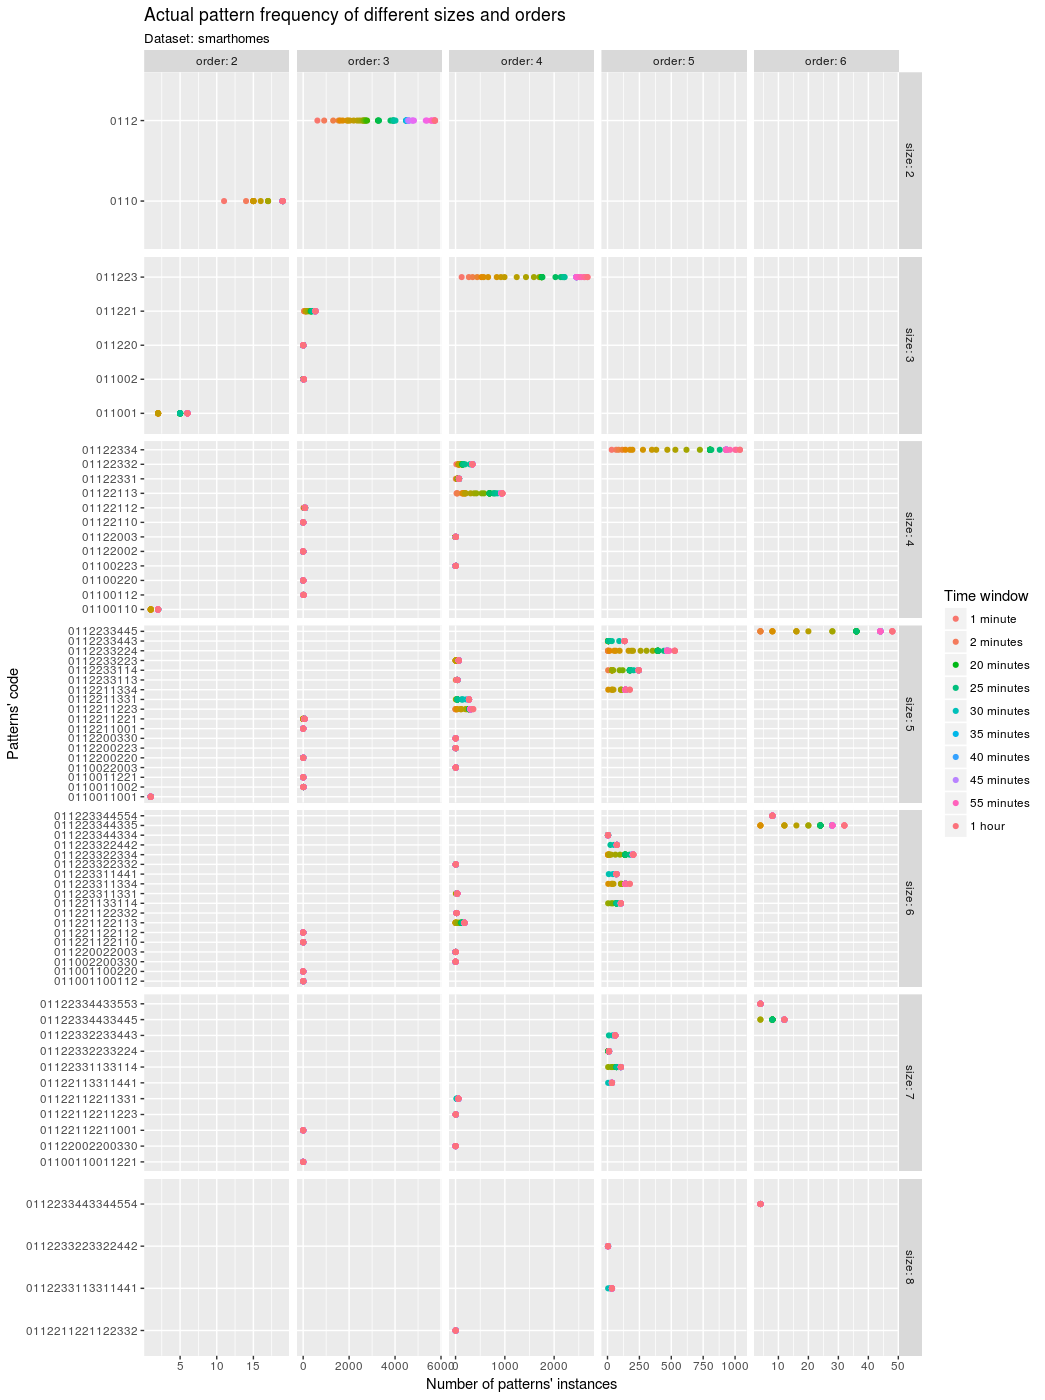 Actual pattern frequency of different sizes and orders
Dataset: smarthomes
order: 2
order: 3
order: 4
order: 5
order: 6
0112
0110
size: 2
011223
011221
011220
011002
011001
size: 3
01122334
01122332
01122331
01122113
01122112
01122110
01122003
01122002
01100223
01100220
01100112
01100110
size: 4
0112233445
0112233443
0112233224
0112233223
0112233114
0112233113
0112211334
0112211331
0112211223
0112211221
0112211001
0112200330
0112200223
0112200220
0110022003
0110011221
0110011002
0110011001
size: 5
011223344554
011223344335
011223344334
011223322442
011223322334
011223322332
011223311441
011223311334
011223311331
011221133114
011221122332
011221122113
011221122112
011221122110
011220022003
011002200330
011001100220
011001100112
size: 6
01122334433553
01122334433445
01122332233443
01122332233224
01122331133114
01122113311441
01122112211331
01122112211223
01122112211001
01122002200330
01100110011221
size: 7
0112233443344554
0112233223322442
0112233113311441
0112211221122332
size: 8
5 10 15
0 2000 4000 6000
0 1000 2000
0 250 500 750 1000
10 20 30 40 50
Number of patterns' instances
Patterns' code
Time window
1 minute
2 minutes
20 minutes
25 minutes
30 minutes
35 minutes
40 minutes
45 minutes
55 minutes
1 hour